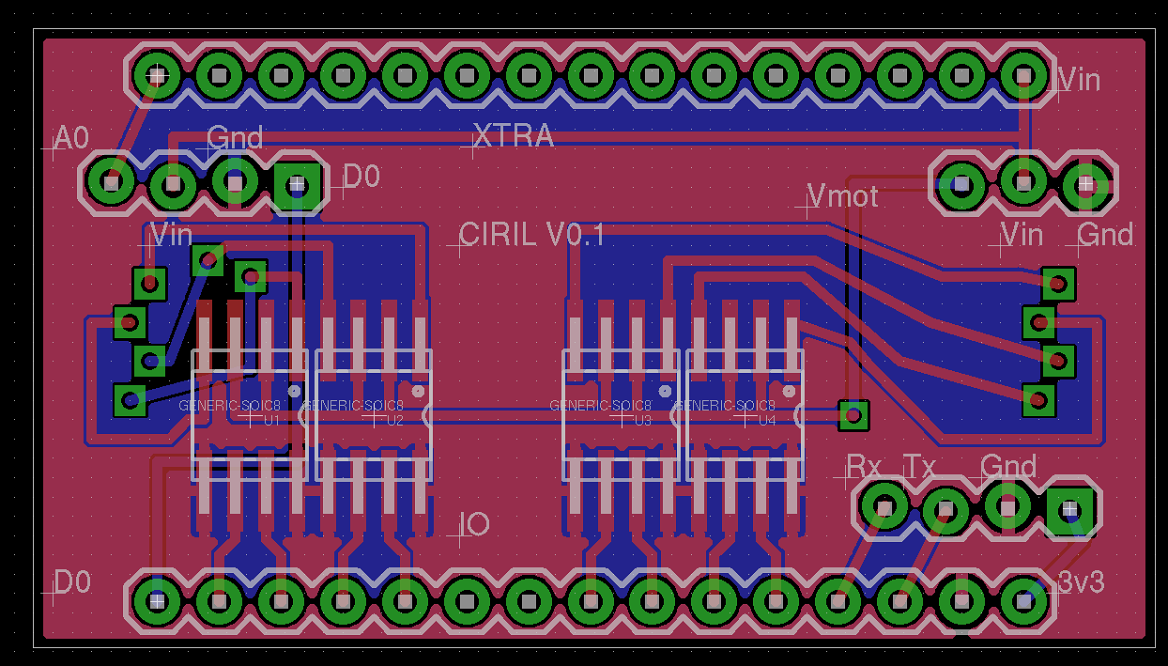 Vin
A0
Gnd
XTRA
D0
Vmot
Vin
CIRIL V0.1
Vin
Gnd
GENERIC-SOIC8
GENERIC-SOIC8
GENERIC-SOIC8
GENERIC-SOIC8
U1
U2
U3
U4
Rx
Tx
Gnd
IO
D0
3v3